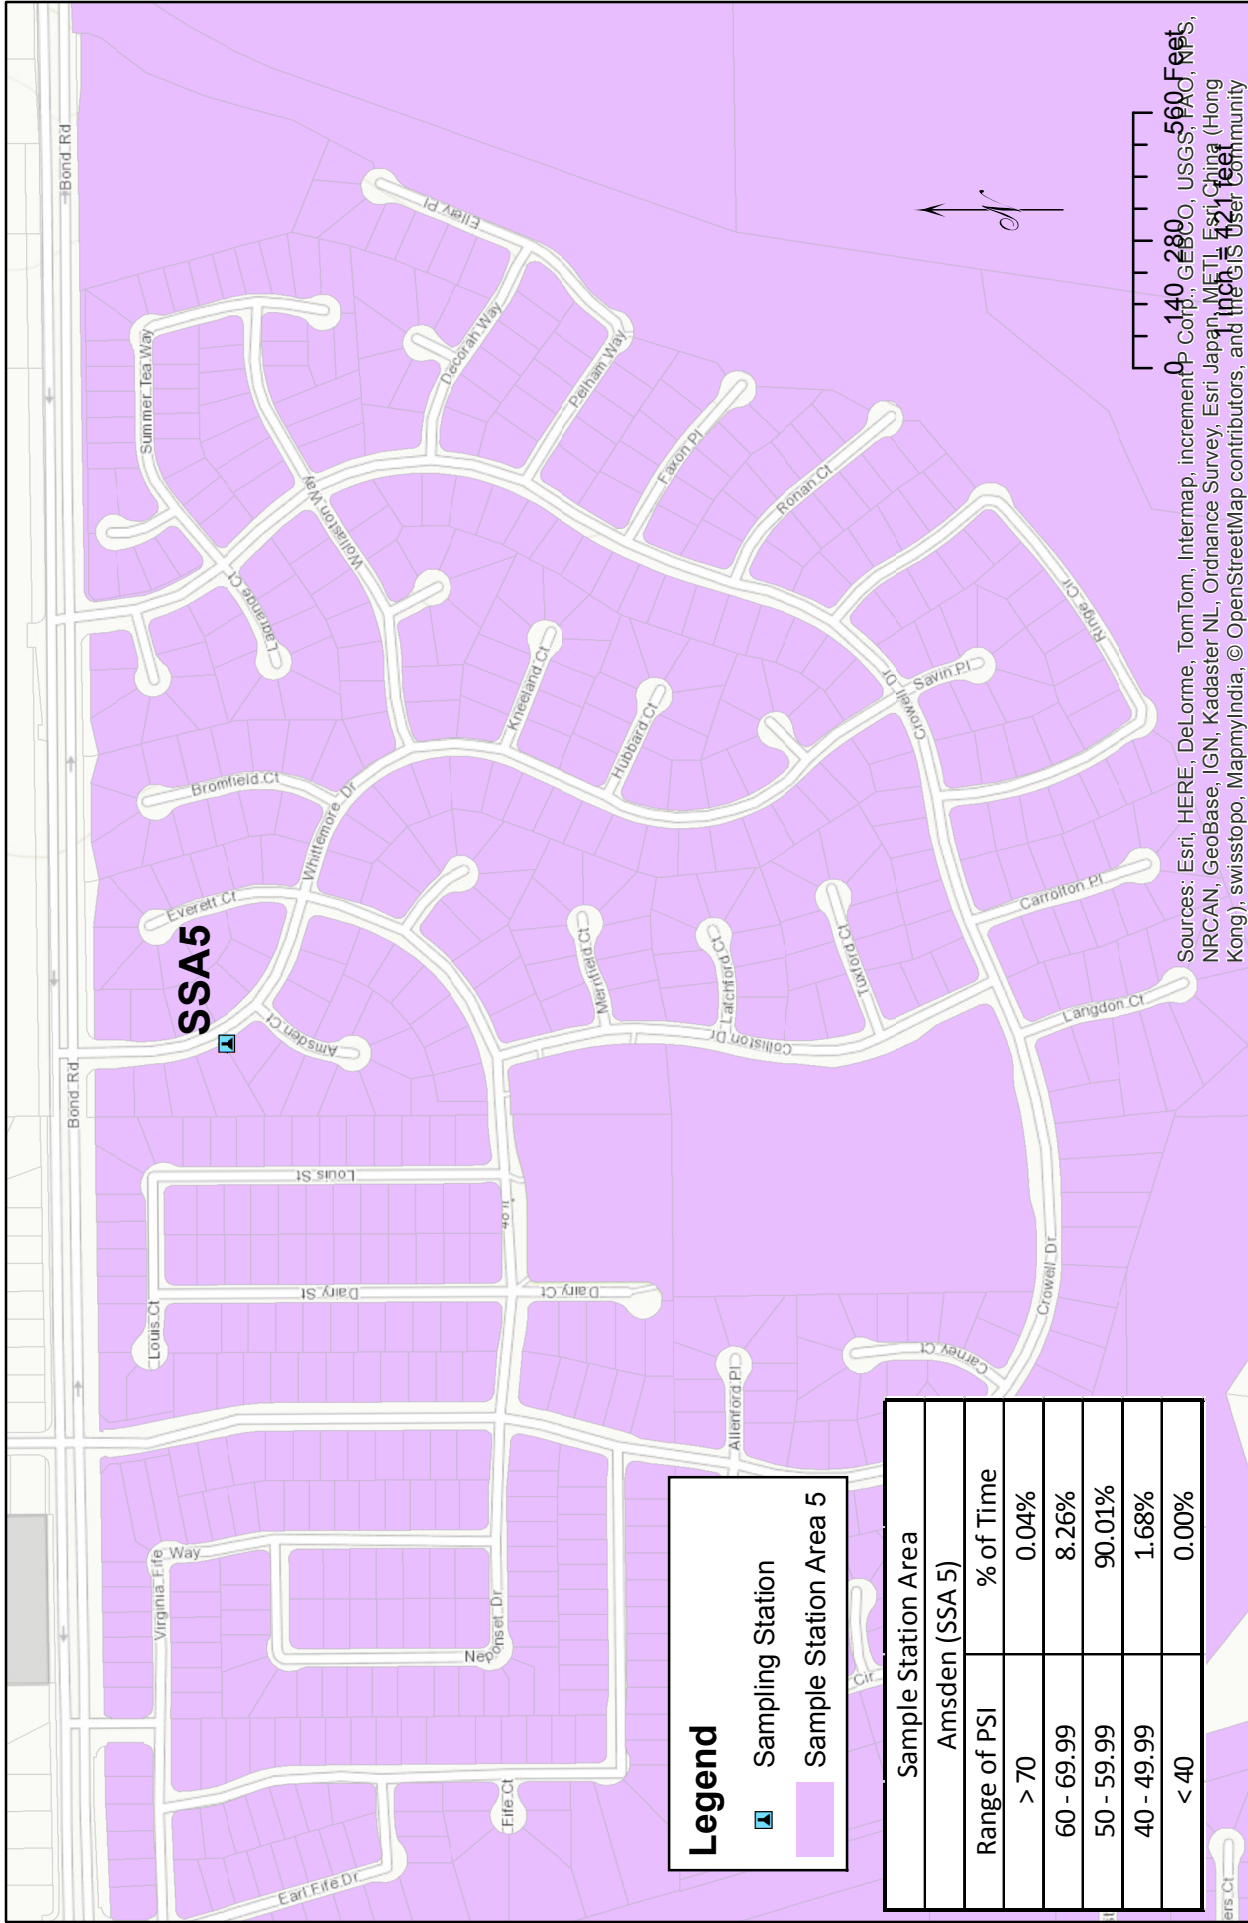 Bond Rd
Bond Rd
SSA5
Summer Tea Way
Lagrange Ct
Wollaston Way
Elley Pl
Decorah Way
Pelham Way
Faxon Pl
Ronan Ct
Ringe Cir
Savin Pl
Crowell Dr
Kneeland Ct
Hubbard Ct
Bromfield Ct
Whittemore Dr
Everett Ct
Amsden Ct
Merrifield Ct
Latchford Ct
Tuxford Ct
Colliston Dr
Carrolton Pl
Langdon Ct
Louis St
Louis Ct
Dairy St
Dairy Ct
Crowell Dr
Carney Ct
Allenford Pl
Virginia Fife Way
Neponset Dr
Fife Ct
Earl Fife Dr
Cir
ers Ct
Legend
Sampling Station
Sample Station Area 5
Sample Station Area
Amsden (SSA 5)
Range of PSI % of Time
> 70 0.04%
60 - 69.99 8.26%
50 - 59.99 90.01%
40 - 49.99 1.68%
< 40 0.00%
N
0 140 280 560 Feet
1 inch = 421 feet
Sources: Esri, HERE, DeLorme, TomTom, Intermap, increment P Corp., GEBCO, USGS, FAO, NPS,
NRCAN, GeoBase, IGN, Kadaster NL, Ordnance Survey, Esri Japan, METI, Esri China (Hong
Kong), swisstopo, MapmyIndia, © OpenStreetMap contributors, and the GIS User Community